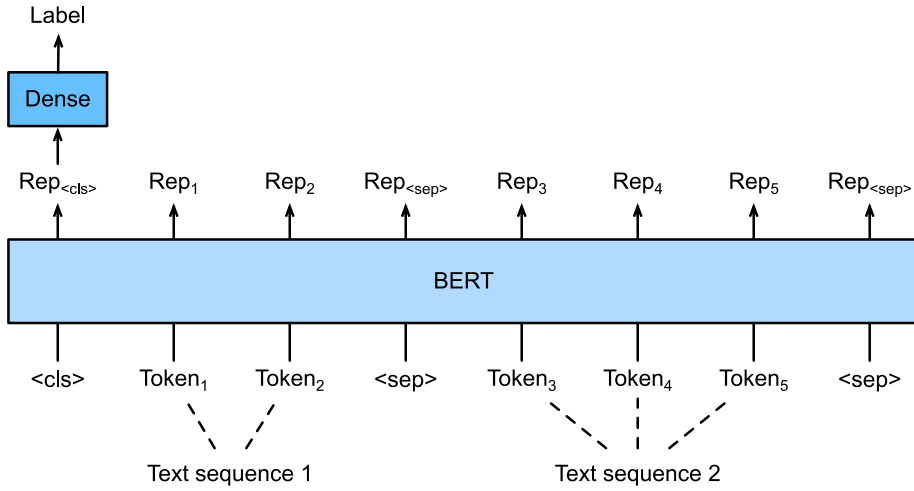 Label
Dense
Rep<cls> Rep1 Rep2 Rep<sep> Rep3 Rep4 Rep5 Rep<sep>
BERT
<cls> Token1 Token2 <sep> Token3 Token4 Token5 <sep>
Text sequence 1 Text sequence 2